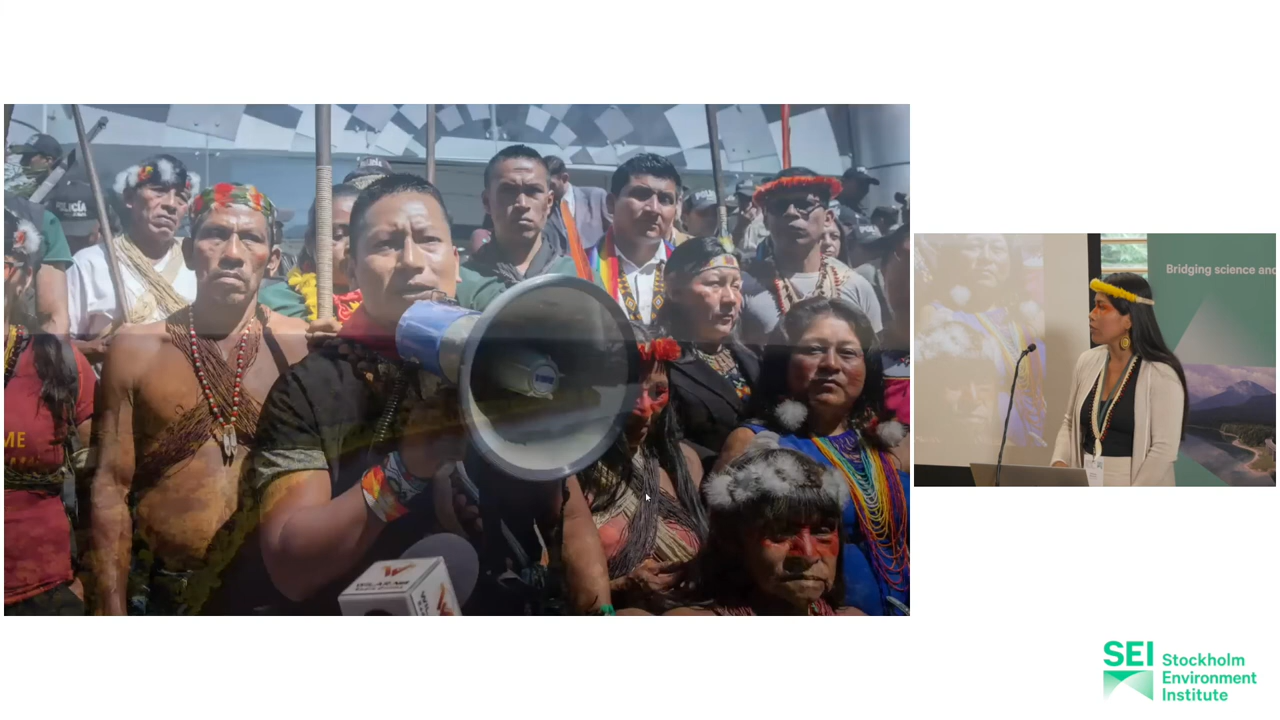 POLICÍA
ME
Bridging science and
SEI Stockholm
Environment
Institute